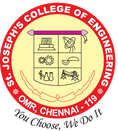 St. JOSEPH'S COLLEGE OF ENGINEERING
OMR, CHENNAI - 119
You Choose, We Do It